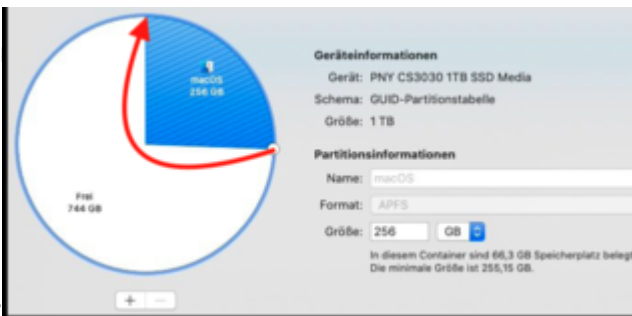 Geräteinformationen
Gerät: PNY CS3030 1TB SSD Media
Schema: GUID-Partitionstabelle
Größe: 1 TB
Partitionsinformationen
Name: macOS
Format: APFS
Größe: 256 GB
In diesem Container sind 66,3 GB Speicherplatz belegt
Die minimale Größe ist 255,15 GB.
macOS
256 GB
Frei
744 GB
+ −